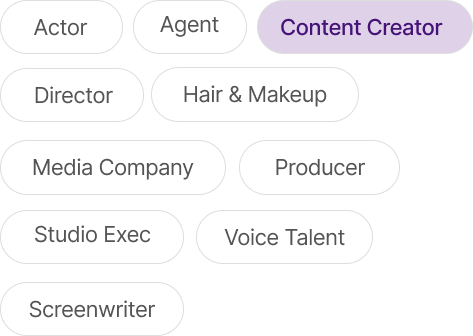 Actor
Agent
Content Creator
Director
Hair & Makeup
Media Company
Producer
Studio Exec
Voice Talent
Screenwriter